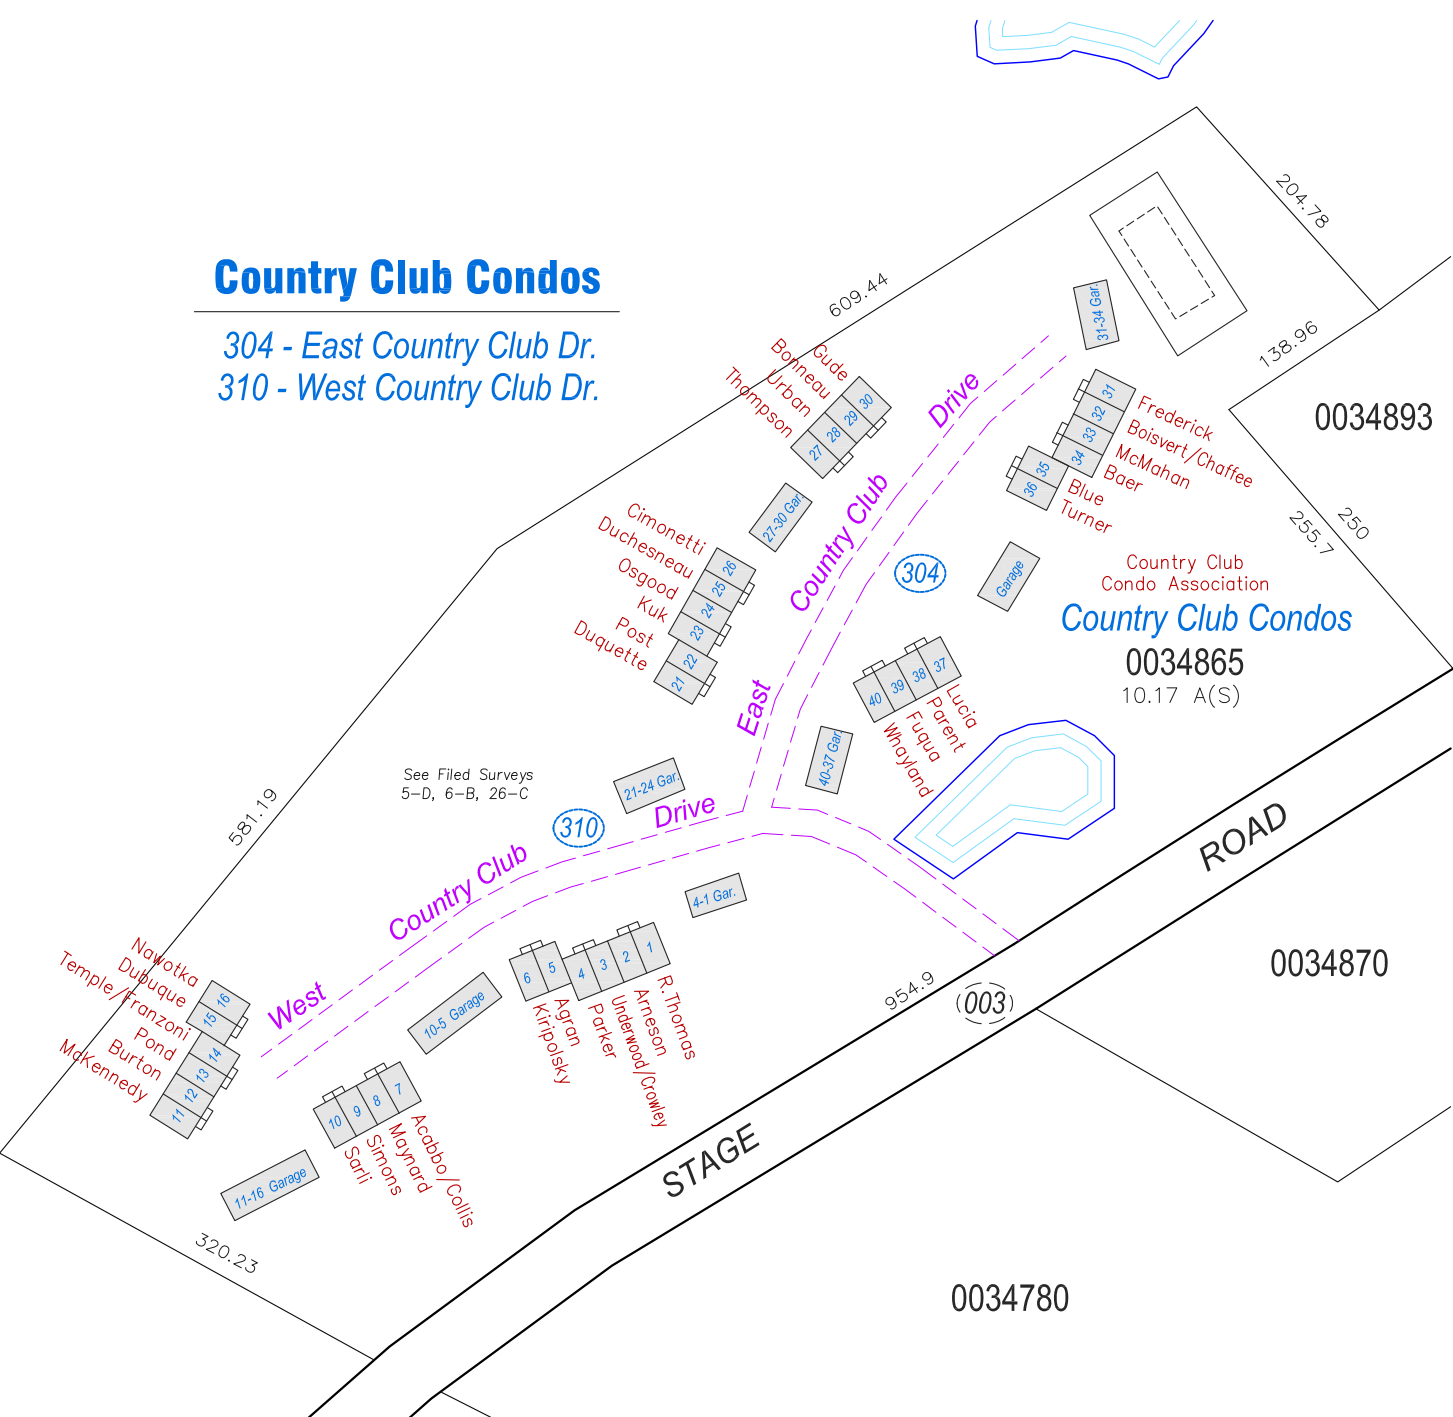 204.78
609.44
Country Club Condos
304 - East Country Club Dr.
310 - West Country Club Dr.
31-34 Gar.
138.96
0034893
Gude
Bonneau
Urban
Thompson
30
29
28
27
Drive
Country Club
East
31
32
33
34
35
36
Frederick
Boisvert/Chaffee
McMahan
Baer
Blue
Turner
250
255.7
27-30 Gar.
Cimonetti
Duchesneau
Osgood
Kuk
Post
Duquette
26
25
24
23
22
21
304
Garage
Country Club
Condo Association
Country Club Condos
0034865
10.17 A(S)
37
38
39
40
Lucia
Parent
Fuqua
Whayland
40-37 Gar.
See Filed Surveys
5-D, 6-B, 26-C
21-24 Gar.
310
Drive
Country Club
West
581.19
ROAD
4-1 Gar.
1
2
3
4
5
6
R.Thomas
Arneson
Underwood/Crowley
Parker
Agran
Kiripolsky
954.9
003
0034870
Nawotka
Dubuque
Temple/Franzoni
Pond
Burton
McKennedy
16
15
14
13
12
11
10-5 Garage
7
8
9
10
Acabbo/Collis
Maynard
Simons
Sarli
11-16 Garage
STAGE
320.23
0034780